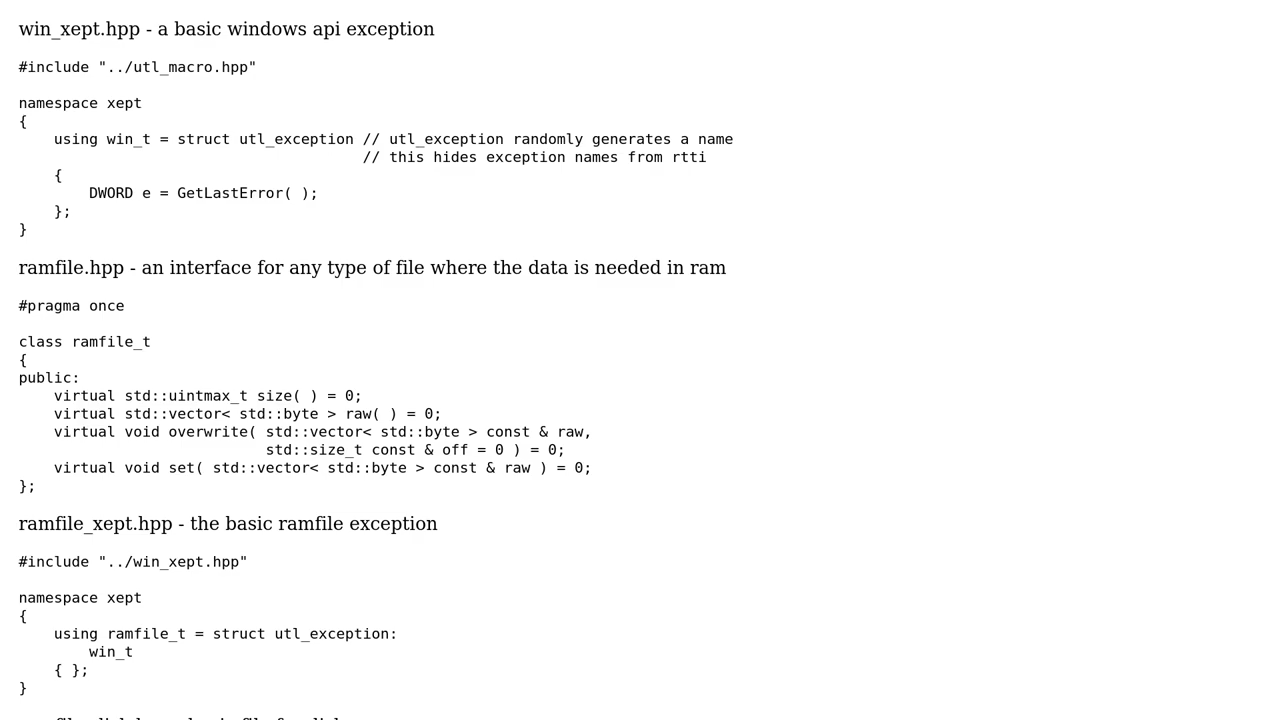 win_xept.hpp - a basic windows api exception
#include "../utl_macro.hpp"
namespace xept
{
    using win_t = struct utl_exception // utl_exception randomly generates a name
                                       // this hides exception names from rtti
    {
        DWORD e = GetLastError( );
    };
}
ramfile.hpp - an interface for any type of file where the data is needed in ram
#pragma once
class ramfile_t
{
public:
    virtual std::uintmax_t size( ) = 0;
    virtual std::vector< std::byte > raw( ) = 0;
    virtual void overwrite( std::vector< std::byte > const & raw,
                            std::size_t const & off = 0 ) = 0;
    virtual void set( std::vector< std::byte > const & raw ) = 0;
};
ramfile_xept.hpp - the basic ramfile exception
#include "../win_xept.hpp"
namespace xept
{
    using ramfile_t = struct utl_exception:
        win_t
    { };
}